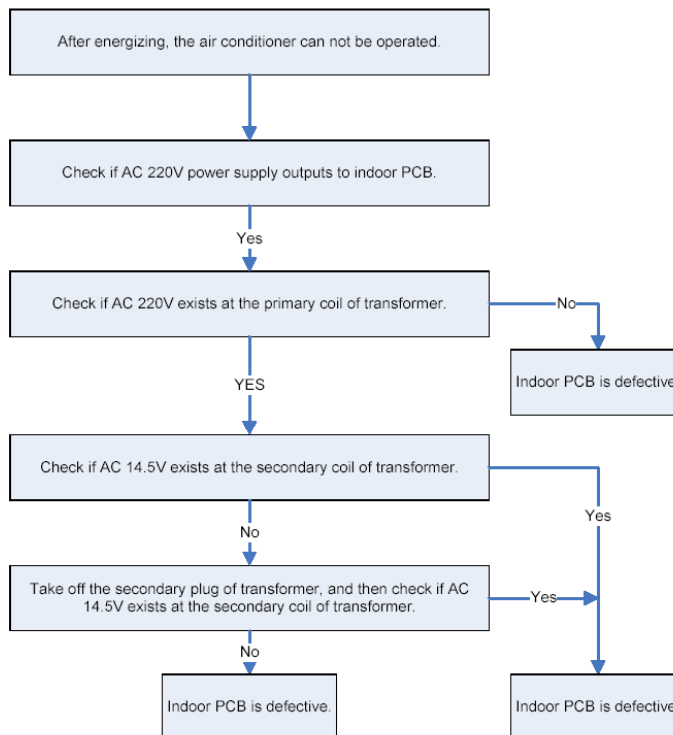 After energizing, the air conditioner can not be operated.
Check if AC 220V power supply outputs to indoor PCB.
Yes
Check if AC 220V exists at the primary coil of transformer.
No
Indoor PCB is defective
YES
Check if AC 14.5V exists at the secondary coil of transformer.
Yes
No
Take off the secondary plug of transformer, and then check if AC
14.5V exists at the secondary coil of transformer.
Yes
No
Indoor PCB is defective.
Indoor PCB is defective